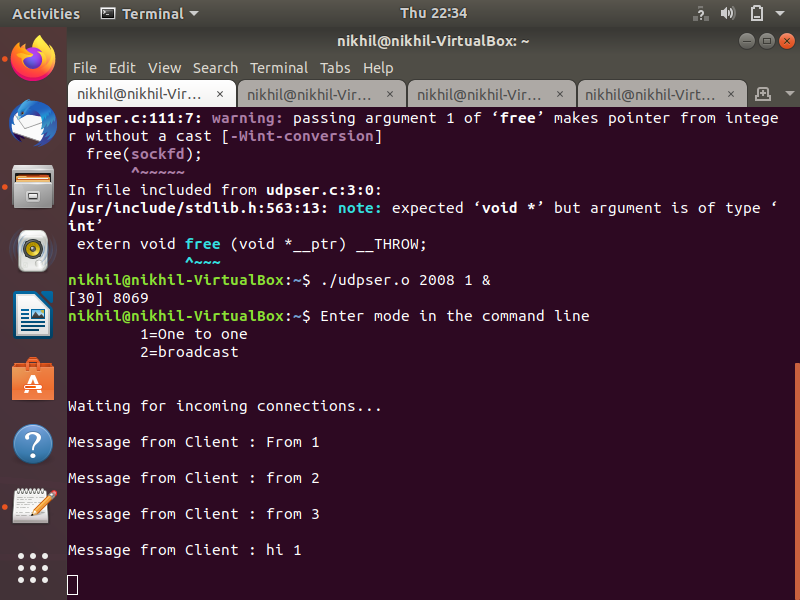 Activities Terminal Thu 22:34
nikhil@nikhil-VirtualBox: ~
File Edit View Search Terminal Tabs Help
nikhil@nikhil-Vir... × nikhil@nikhil-Vir... × nikhil@nikhil-Vir... × nikhil@nikhil-Virt... ×
udpser.c:111:7: warning: passing argument 1 of ‘free’ makes pointer from intege
r without a cast [-Wint-conversion]
free(sockfd);
^~~~~~
In file included from udpser.c:3:0:
/usr/include/stdlib.h:563:13: note: expected ‘void *’ but argument is of type ‘
int’
extern void free (void *__ptr) __THROW;
^~~~
nikhil@nikhil-VirtualBox:~$ ./udpser.o 2008 1 &
[30] 8069
nikhil@nikhil-VirtualBox:~$ Enter mode in the command line
1=One to one
2=broadcast
Waiting for incoming connections...
Message from Client : From 1
Message from Client : from 2
Message from Client : from 3
Message from Client : hi 1